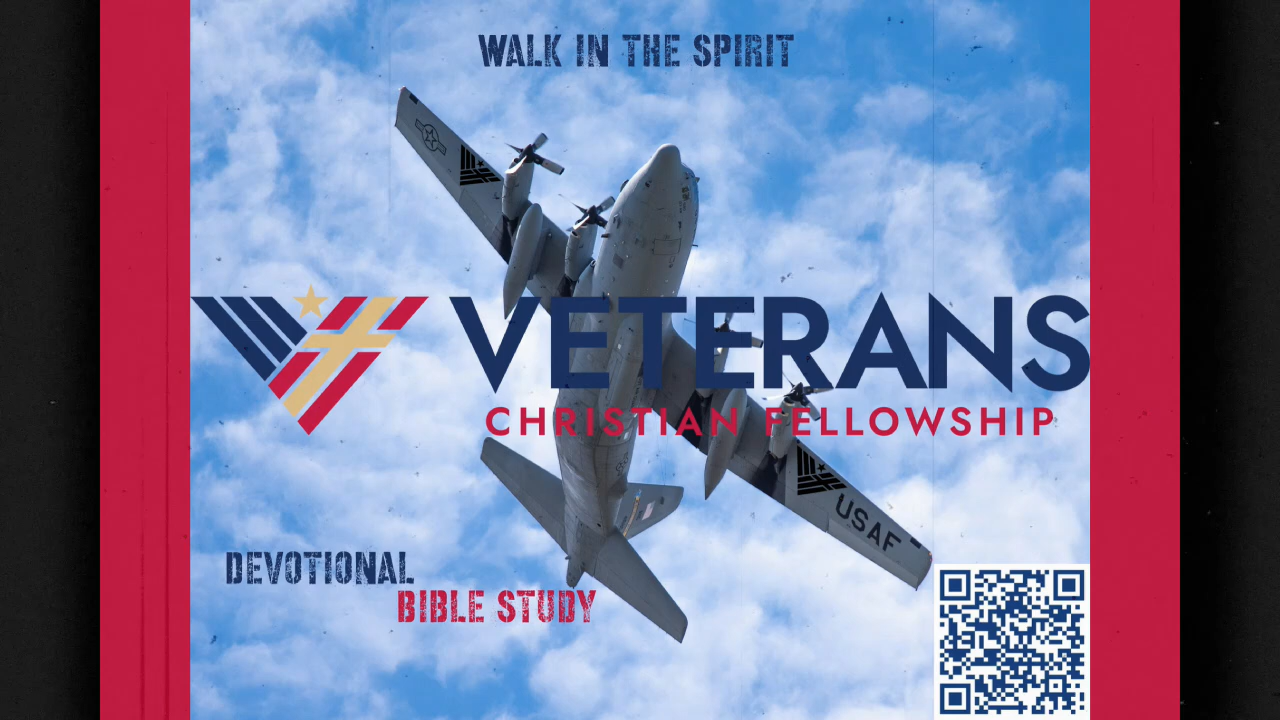 WALK IN THE SPIRIT
VETERANS
CHRISTIAN FELLOWSHIP
USAF
DEVOTIONAL
BIBLE STUDY